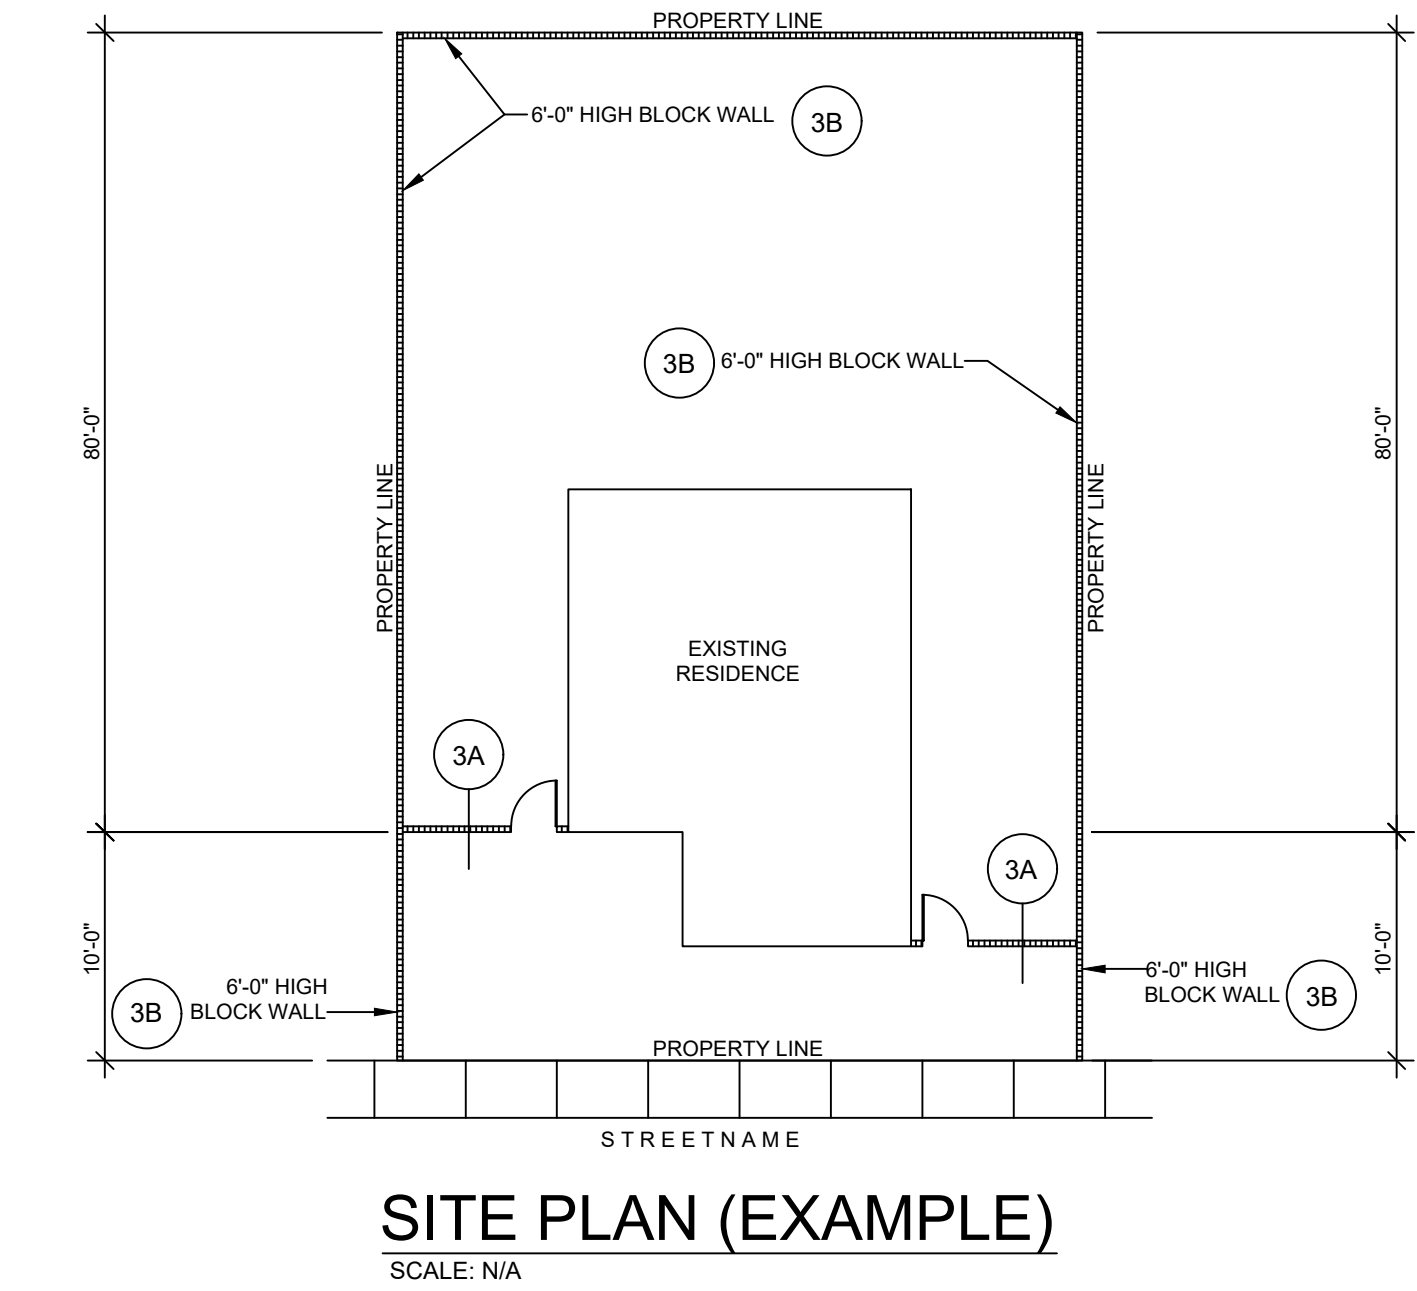 PROPERTY LINE
6'-0" HIGH BLOCK WALL
3B
3B
6'-0" HIGH BLOCK WALL
80'-0"
80'-0"
PROPERTY LINE
PROPERTY LINE
EXISTING
RESIDENCE
3A
3A
10'-0"
10'-0"
6'-0" HIGH
BLOCK WALL
3B
6'-0" HIGH
BLOCK WALL
3B
PROPERTY LINE
STREETNAME
SITE PLAN (EXAMPLE)
SCALE: N/A